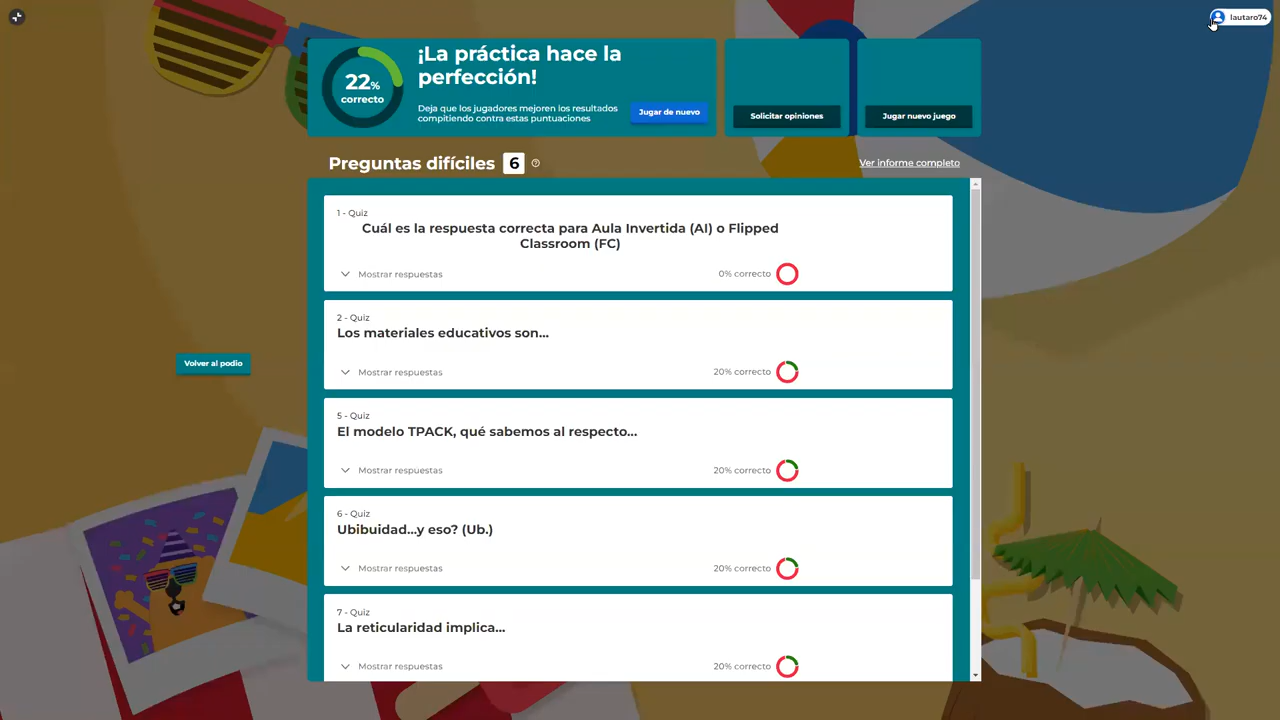 lautaro74
22%
correcto
¡La práctica hace la
perfección!
Deja que los jugadores mejoren los resultados
compitiendo contra estas puntuaciones
Jugar de nuevo
Solicitar opiniones
Jugar nuevo juego
Preguntas difíciles 6
Ver informe completo
1 - Quiz
Cuál es la respuesta correcta para Aula Invertida (AI) o Flipped
Classroom (FC)
Mostrar respuestas 0% correcto
2 - Quiz
Los materiales educativos son...
Mostrar respuestas 20% correcto
Volver al podio
5 - Quiz
El modelo TPACK, qué sabemos al respecto...
Mostrar respuestas 20% correcto
6 - Quiz
Ubibuidad...y eso? (Ub.)
Mostrar respuestas 20% correcto
7 - Quiz
La reticularidad implica...
Mostrar respuestas 20% correcto